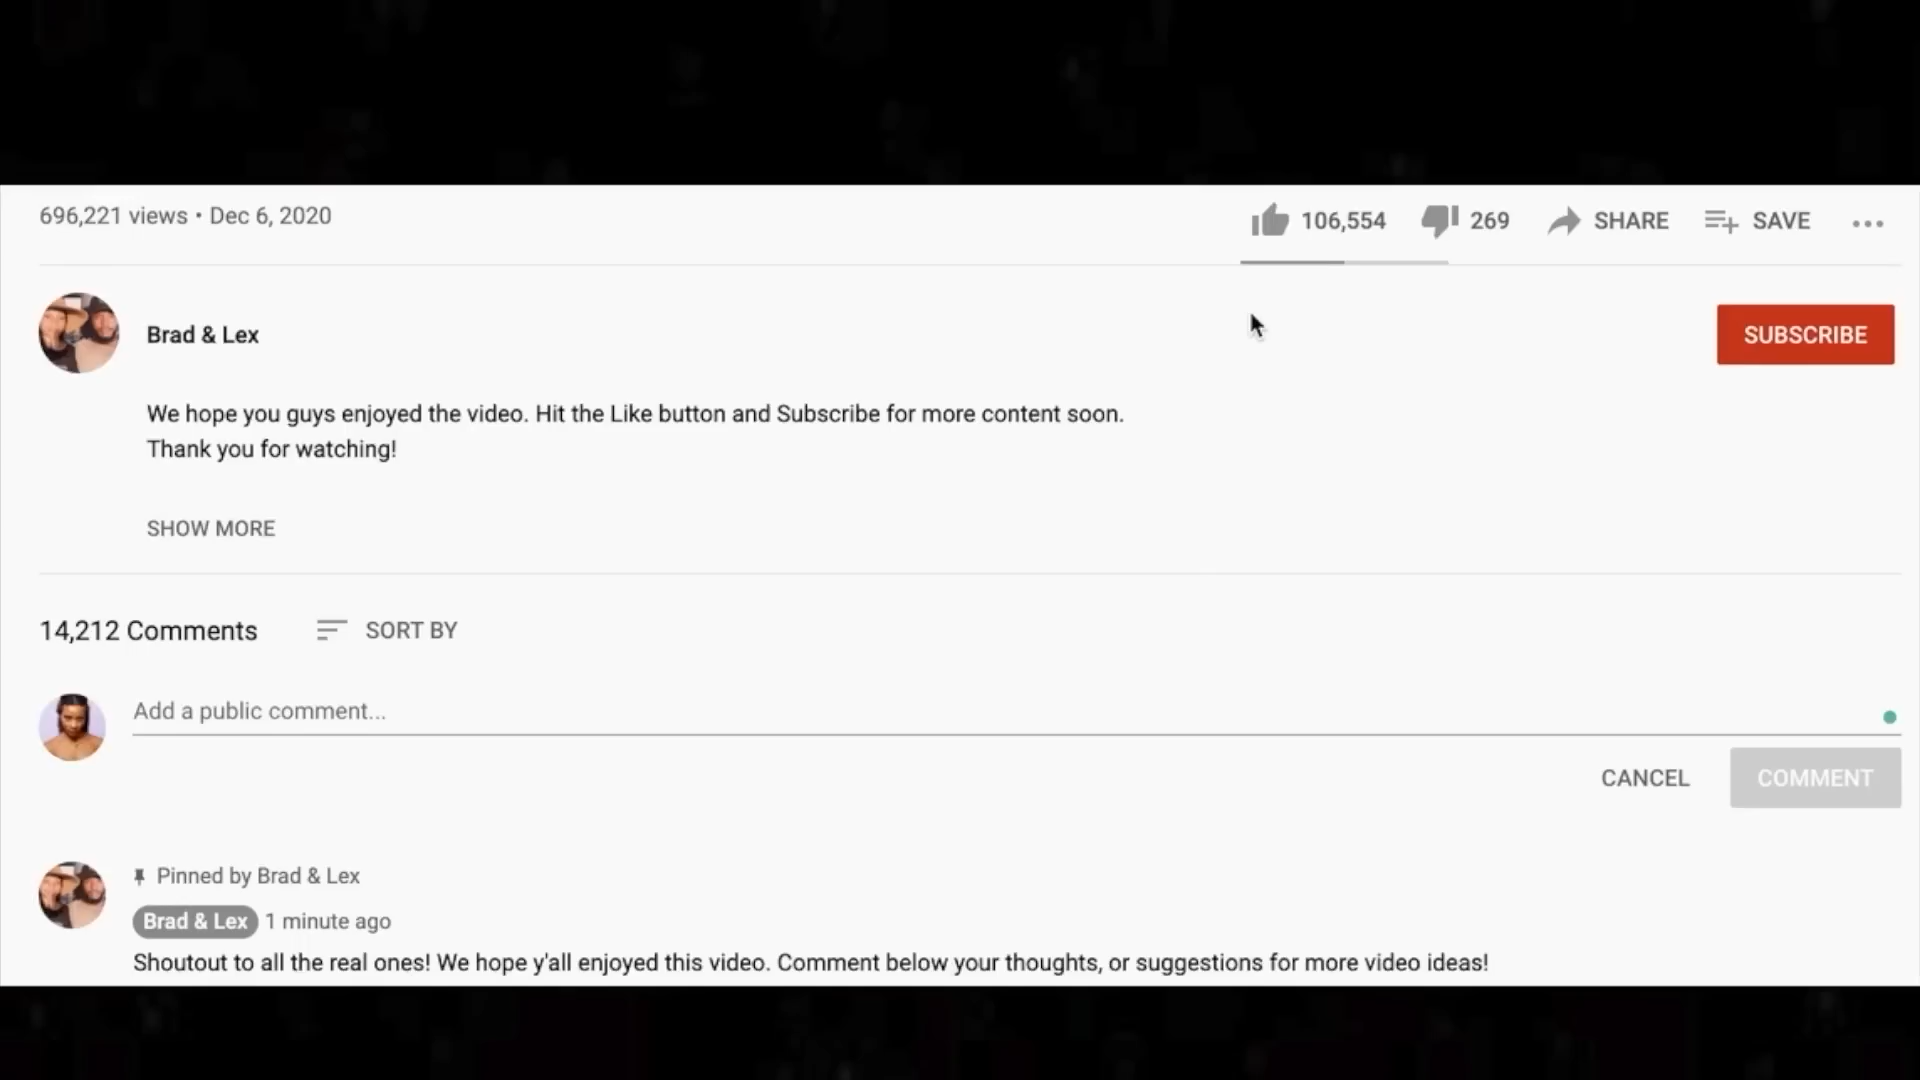 696,221 views • Dec 6, 2020
106,554
269
SHARE
SAVE
Brad & Lex
SUBSCRIBE
We hope you guys enjoyed the video. Hit the Like button and Subscribe for more content soon.
Thank you for watching!
SHOW MORE
14,212 Comments
SORT BY
Add a public comment...
CANCEL
COMMENT
Pinned by Brad & Lex
Brad & Lex 1 minute ago
Shoutout to all the real ones! We hope y'all enjoyed this video. Comment below your thoughts, or suggestions for more video ideas!